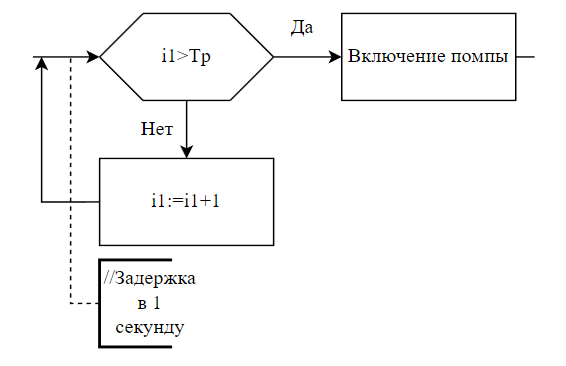 Да
i1>Tp
Включение помпы
Нет
i1:=i1+1
//Задержка
в 1
секунду